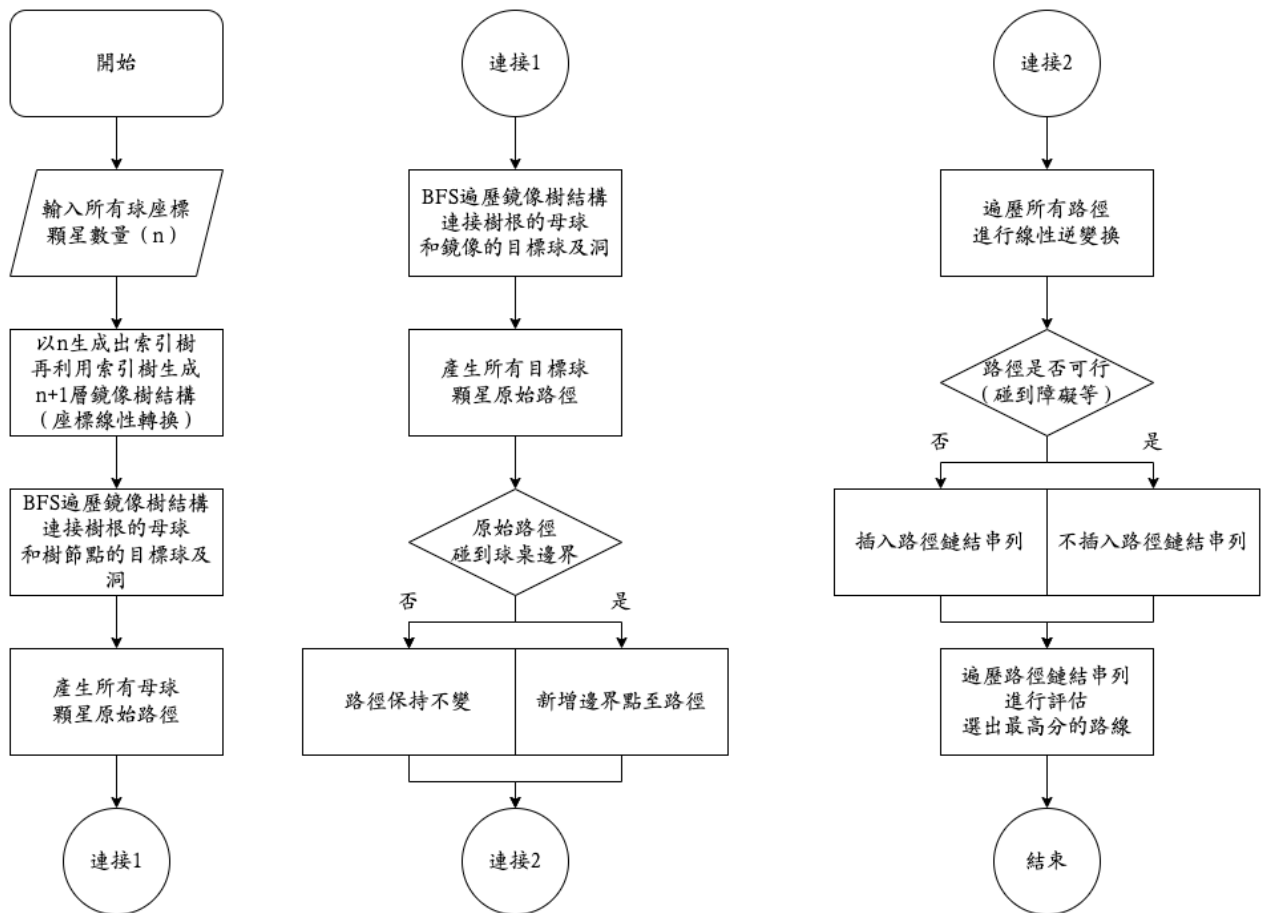 開始
輸入所有球座標
顆星數量（n）
以n生成出索引樹
再利用索引樹生成
n+1層鏡像樹結構
（座標線性轉換）
BFS遍歷鏡像樹結構
連接樹根的母球
和樹節點的目標球及
洞
產生所有母球
顆星原始路徑
連接1
連接1
BFS遍歷鏡像樹結構
連接樹根的母球
和鏡像的目標球及洞
產生所有目標球
顆星原始路徑
原始路徑
碰到球桌邊界
否
是
路徑保持不變
新增邊界點至路徑
連接2
連接2
遍歷所有路徑
進行線性逆變換
路徑是否可行
（碰到障礙等）
否
是
插入路徑鏈結串列
不插入路徑鏈結串列
遍歷路徑鏈結串列
進行評估
選出最高分的路線
結束